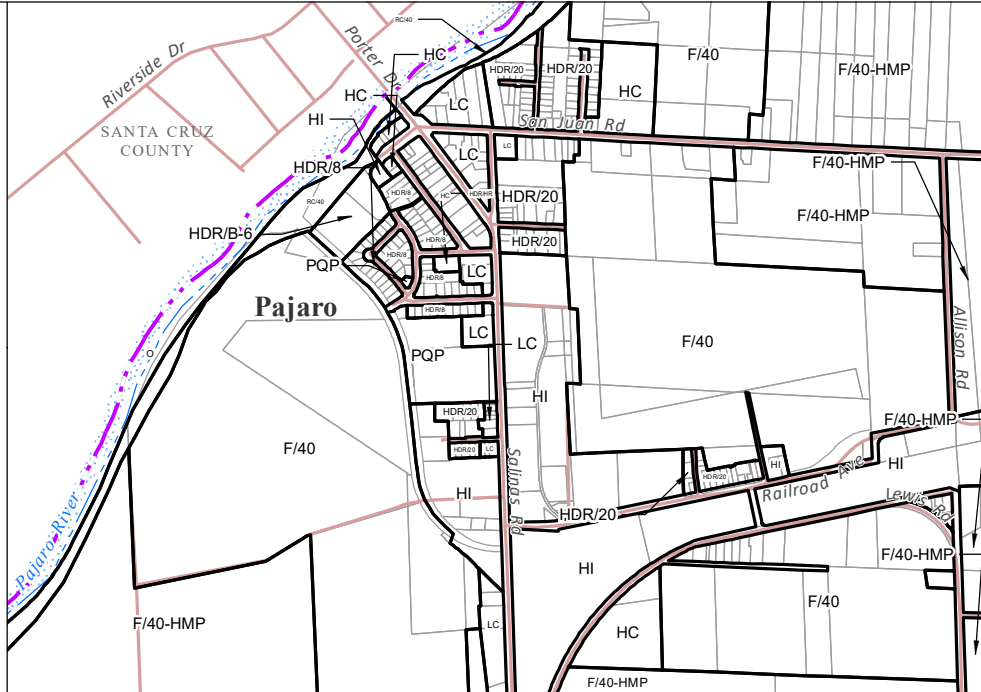 RC/40
Porter Dr
HC
F/40
F/40-HMP
Riverside Dr
HDR/20
HDR/20
HC
HC
LC
San Juan Rd
HI
SANTA CRUZ
COUNTY
LC
LC
F/40-HMP
HDR/8
HDR/8
HC
HDR/HR
HDR/20
RC/40
F/40-HMP
HDR/B-6
HDR/8
HDR/20
HDR/8
PQP
HDR/8
LC
Pajaro
HDR/8
LC
LC
F/40
Allison Rd
PQP
HI
HDR/20
F/40-HMP
F/40
HDR/20
LC
Salinas Rd
HI
HDR/20
HI
Railroad Ave
HI
Lewis Rd
HDR/20
Pajaro River
F/40-HMP
HI
F/40
F/40-HMP
LC
HC
F/40-HMP